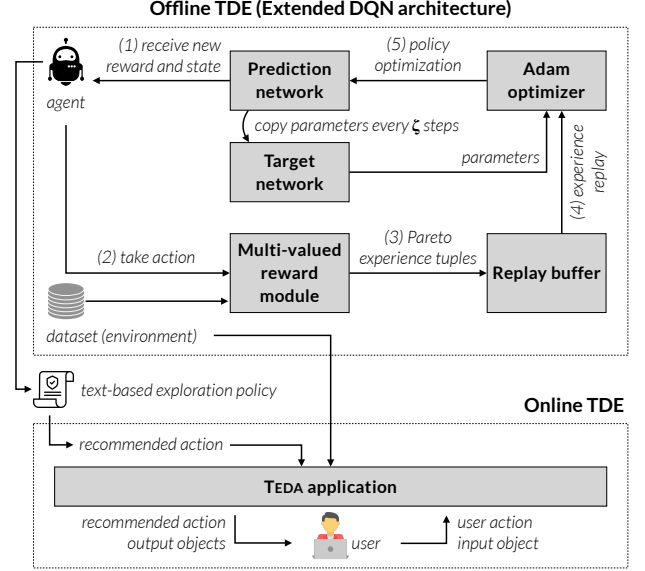 Offline TDE (Extended DQN architecture)
(1) receive new
reward and state
agent
Prediction
network
(5) policy
optimization
Adam
optimizer
copy parameters every ζ steps
Target
network
parameters
(4) experience
replay
(2) take action
Multi-valued
reward
module
(3) Pareto
experience tuples
Replay buffer
dataset (environment)
text-based exploration policy
Online TDE
recommended action
TEDA application
recommended action
output objects
user
user action
input object